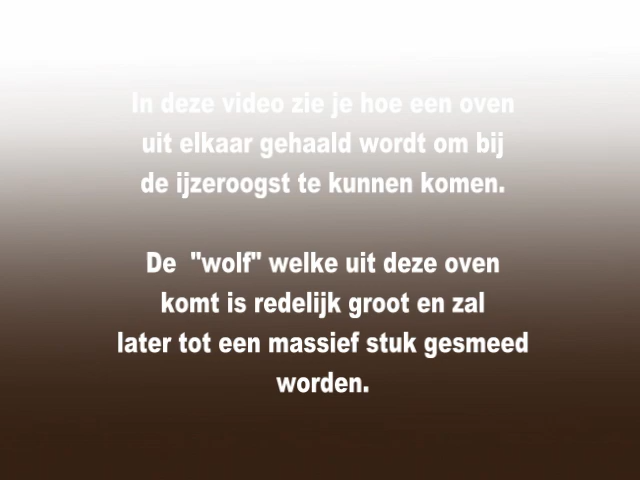 In deze video zie je hoe een oven
uit elkaar gehaald wordt om bij
de ijzeroogst te kunnen komen.
De "wolf" welke uit deze oven
komt is redelijk groot en zal
later tot een massief stuk gesmeed
worden.